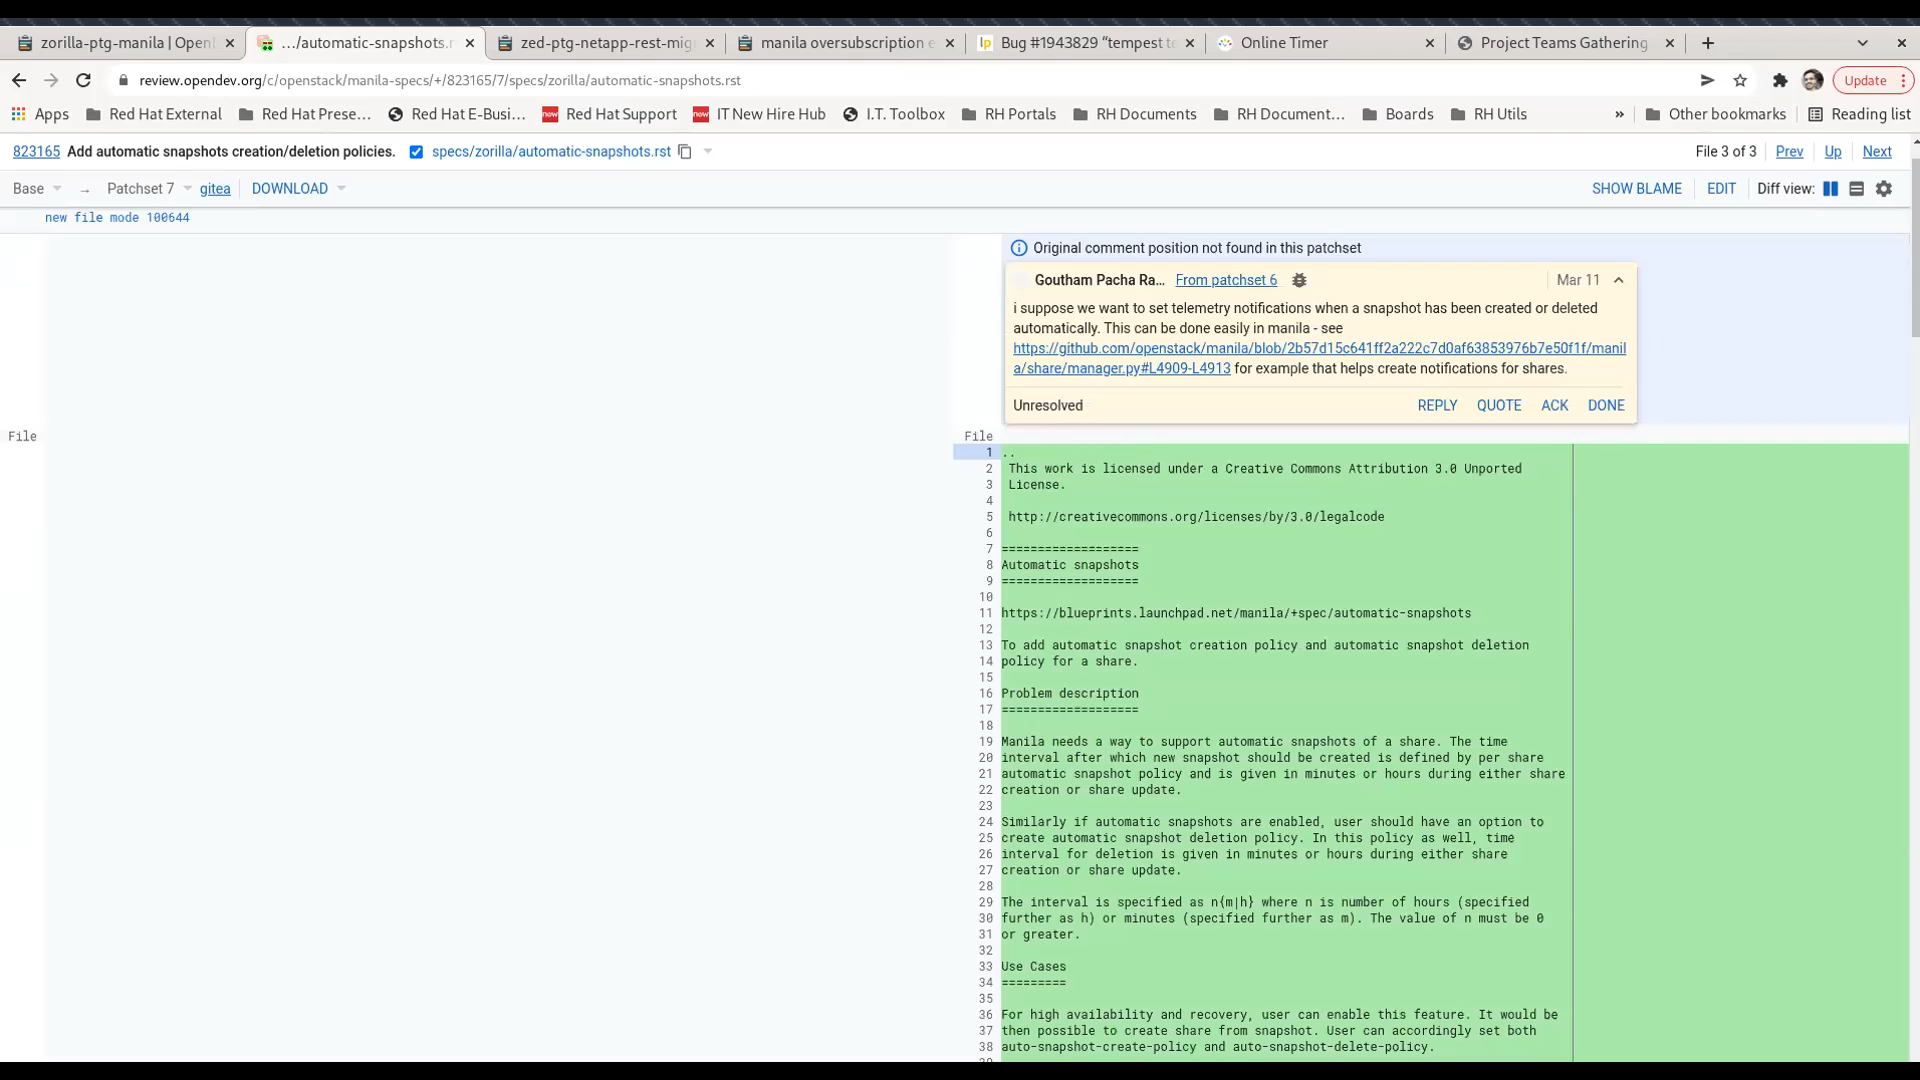 zorilla-ptg-manila | OpenI
.../automatic-snapshots.r
zed-ptg-netapp-rest-mig
manila oversubscription e
lp Bug #1943829 “tempest te
Online Timer
Project Teams Gathering
review.opendev.org/c/openstack/manila-specs/+/823165/7/specs/zorilla/automatic-snapshots.rst
Update
Apps
Red Hat External
Red Hat Prese...
Red Hat E-Busi...
now Red Hat Support
now IT New Hire Hub
I.T. Toolbox
RH Portals
RH Documents
RH Document...
Boards
RH Utils
»
Other bookmarks
Reading list
823165 Add automatic snapshots creation/deletion policies. specs/zorilla/automatic-snapshots.rst
File 3 of 3 Prev Up Next
Base → Patchset 7 gitea DOWNLOAD
SHOW BLAME EDIT Diff view:
new file mode 100644
Original comment position not found in this patchset
Goutham Pacha Ra... From patchset 6 Mar 11
i suppose we want to set telemetry notifications when a snapshot has been created or deleted
automatically. This can be done easily in manila - see
https://github.com/openstack/manila/blob/2b57d15c641ff2a222c7d0af63853976b7e50f1f/manil
a/share/manager.py#L4909-L4913 for example that helps create notifications for shares.
Unresolved REPLY QUOTE ACK DONE
File File
1 ..
2 This work is licensed under a Creative Commons Attribution 3.0 Unported
3 License.
4
5 http://creativecommons.org/licenses/by/3.0/legalcode
6
7 ===================
8 Automatic snapshots
9 ===================
10
11 https://blueprints.launchpad.net/manila/+spec/automatic-snapshots
12
13 To add automatic snapshot creation policy and automatic snapshot deletion
14 policy for a share.
15
16 Problem description
17 ===================
18
19 Manila needs a way to support automatic snapshots of a share. The time
20 interval after which new snapshot should be created is defined by per share
21 automatic snapshot policy and is given in minutes or hours during either share
22 creation or share update.
23
24 Similarly if automatic snapshots are enabled, user should have an option to
25 create automatic snapshot deletion policy. In this policy as well, time
26 interval for deletion is given in minutes or hours during either share
27 creation or share update.
28
29 The interval is specified as n{m|h} where n is number of hours (specified
30 further as h) or minutes (specified further as m). The value of n must be 0
31 or greater.
32
33 Use Cases
34 =========
35
36 For high availability and recovery, user can enable this feature. It would be
37 then possible to create share from snapshot. User can accordingly set both
38 auto-snapshot-create-policy and auto-snapshot-delete-policy.